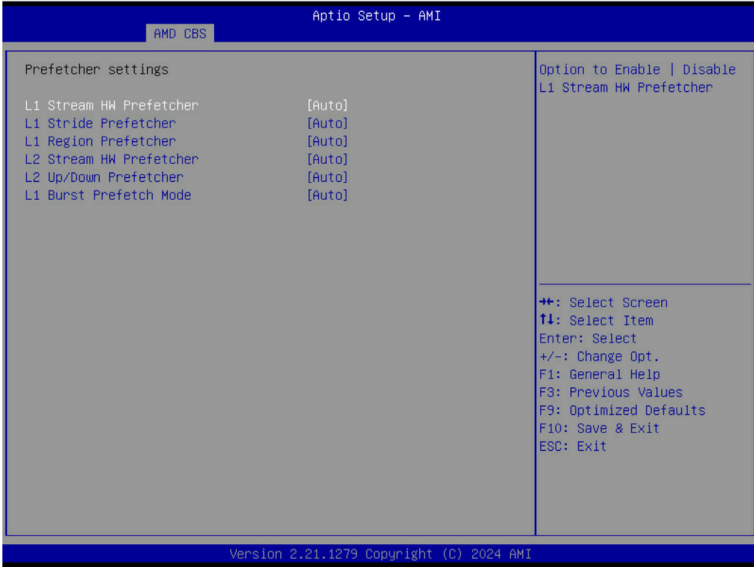 Aptio Setup – AMI
AMD CBS
Prefetcher settings
L1 Stream HW Prefetcher [Auto]
L1 Stride Prefetcher [Auto]
L1 Region Prefetcher [Auto]
L2 Stream HW Prefetcher [Auto]
L2 Up/Down Prefetcher [Auto]
L1 Burst Prefetch Mode [Auto]
Option to Enable | Disable
L1 Stream HW Prefetcher
→←: Select Screen
↑↓: Select Item
Enter: Select
+/-: Change Opt.
F1: General Help
F3: Previous Values
F9: Optimized Defaults
F10: Save & Exit
ESC: Exit
Version 2.21.1279 Copyright (C) 2024 AMI